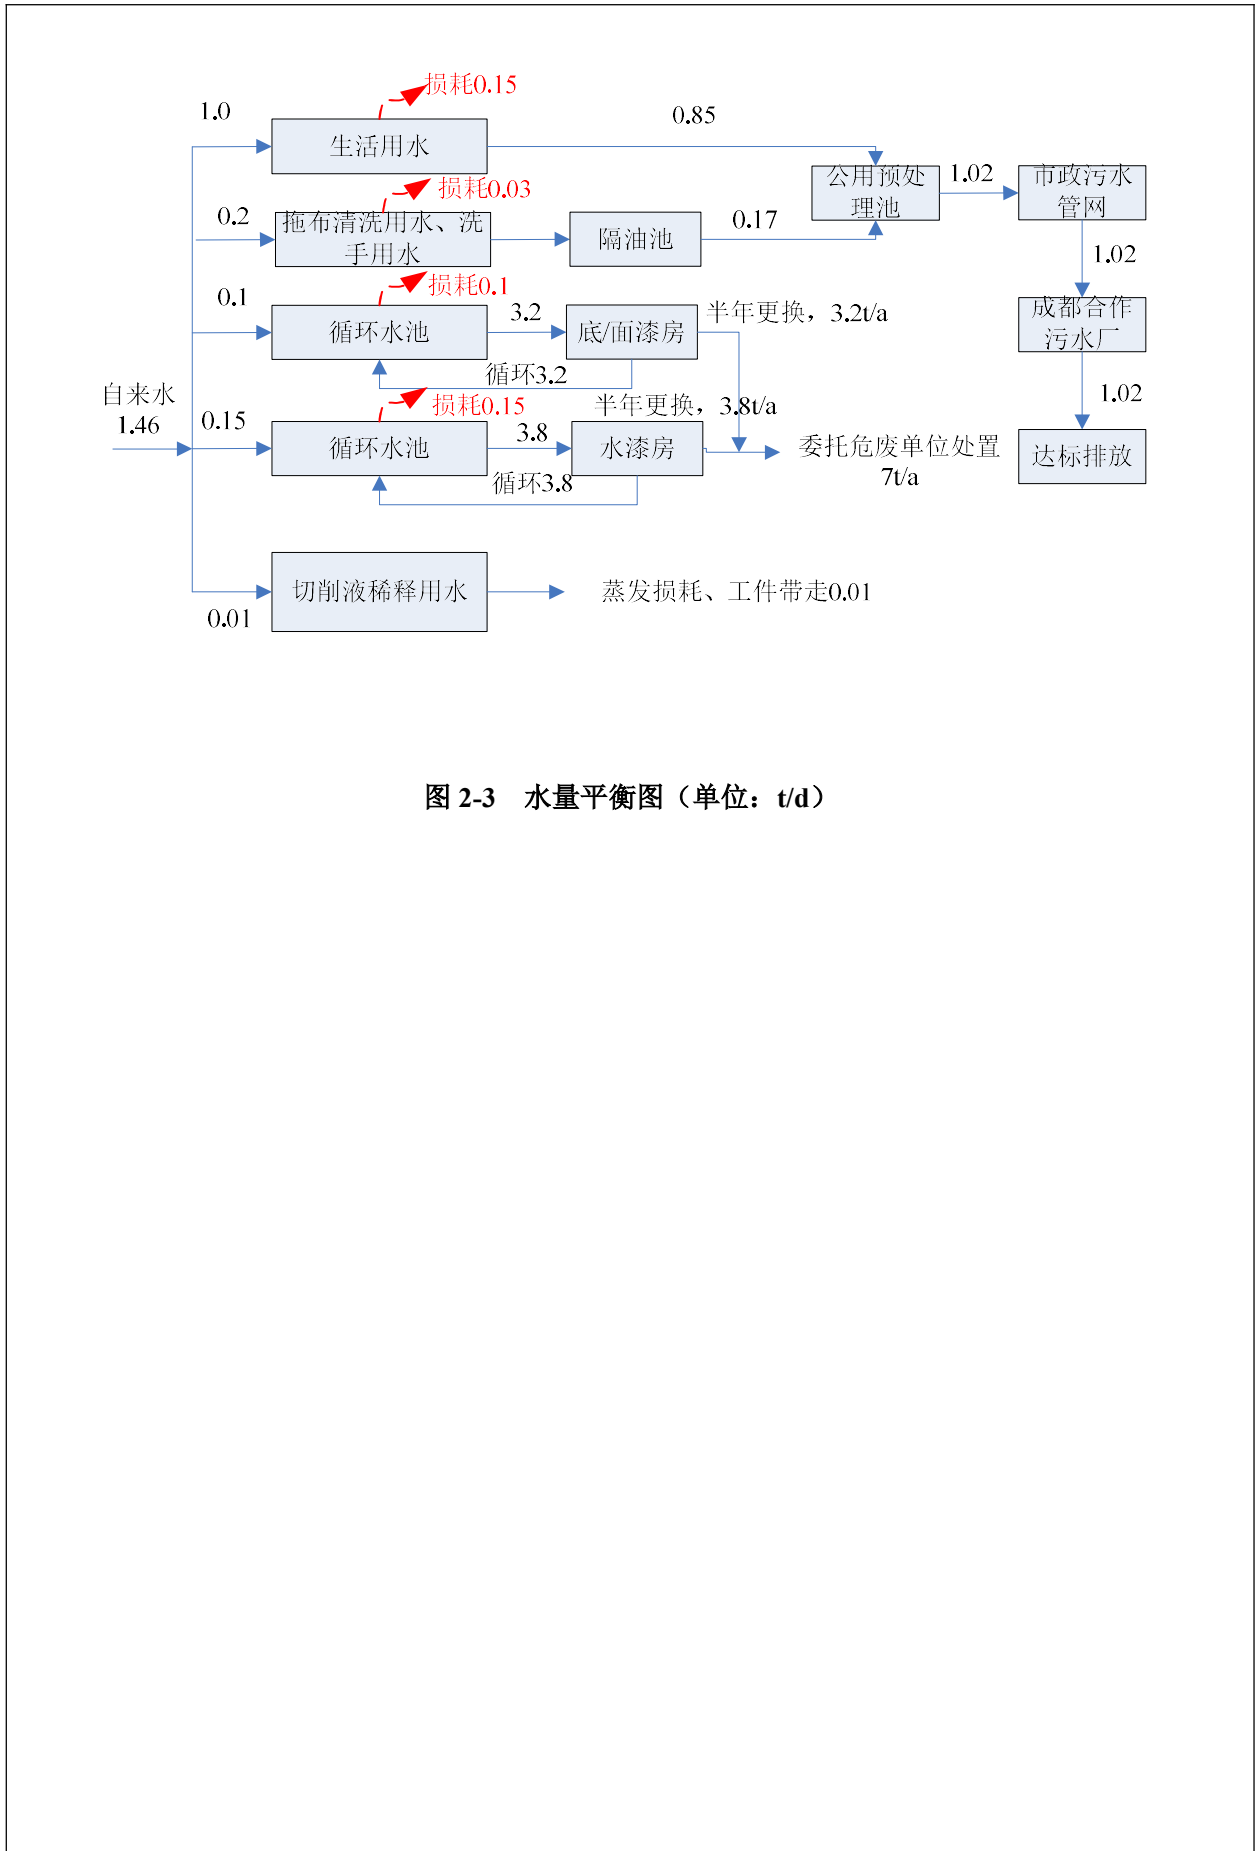 损耗0.15
1.0
0.85
生活用水
公用预处
理池
1.02
市政污水
管网
损耗0.03
0.2
拖布清洗用水、洗
手用水
隔油池
0.17
1.02
损耗0.1
0.1
循环水池
3.2
底/面漆房
半年更换，3.2t/a
成都合作
污水厂
循环3.2
自来水
1.46
损耗0.15
0.15
循环水池
3.8
水漆房
半年更换，3.8t/a
1.02
委托危废单位处置
7t/a
达标排放
循环3.8
切削液稀释用水
蒸发损耗、工件带走0.01
0.01
图 2-3 水量平衡图（单位：t/d）